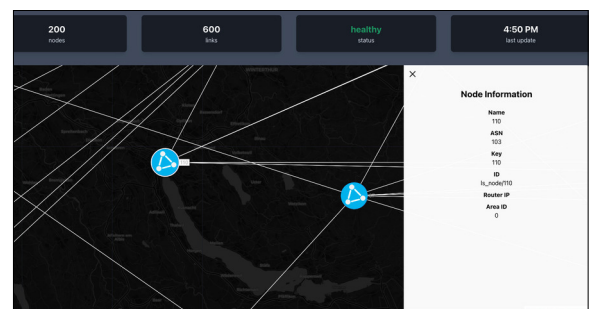 200
nodes
600
links
healthy
status
4:50 PM
last update
Node Information
Name
110
ASN
103
Key
110
ID
ls_node/110
Router IP
Area ID
0